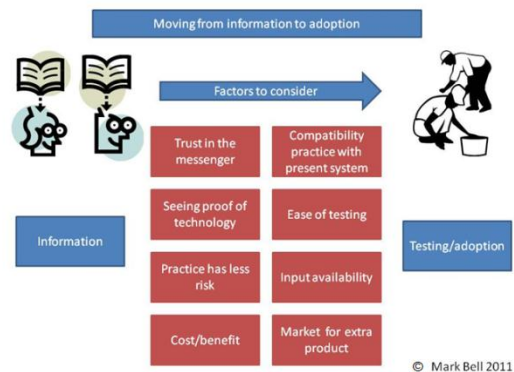 Moving from information to adoption
Factors to consider
Trust in the
messenger
Compatibility
practice with
present system
Seeing proof of
technology
Ease of testing
Information
Testing/adoption
Practice has less
risk
Input availability
Cost/benefit
Market for extra
product
© Mark Bell 2011